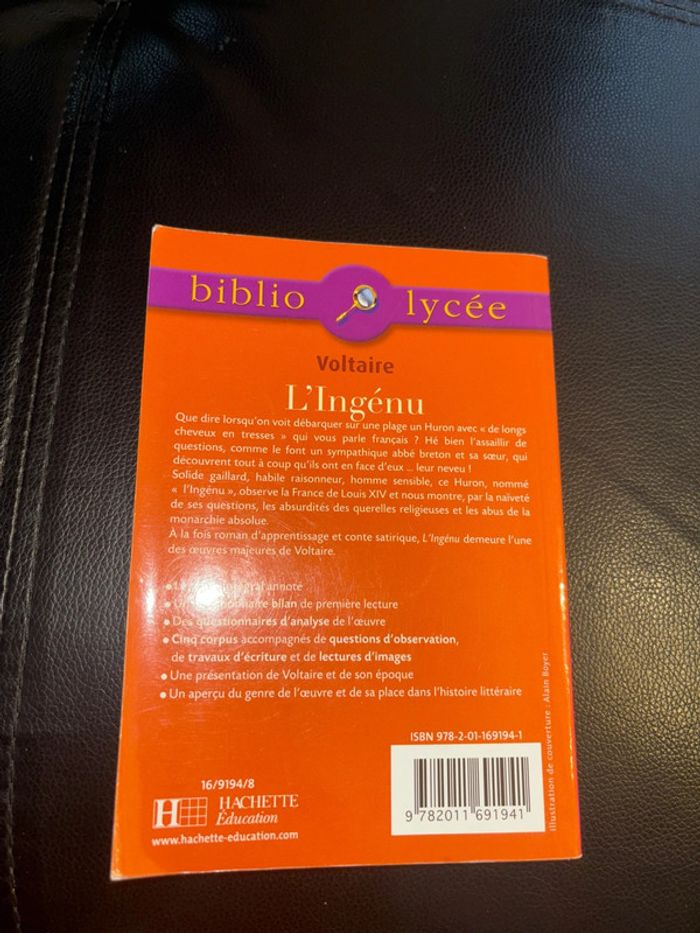 biblio lycée
Voltaire
L'Ingénu
Que dire lorsqu'on voit débarquer sur une plage un Huron avec « de longs
cheveux en tresses » qui vous parle français ? Hé bien l'assaillir de
questions, comme le font un sympathique abbé breton et sa sœur, qui
découvrent tout à coup qu'ils ont en face d'eux ... leur neveu !
Solide gaillard, habile raisonneur, homme sensible, ce Huron, nommé
« l'Ingénu », observe la France de Louis XIV et nous montre, par la naïveté
de ses questions, les absurdités des querelles religieuses et les abus de la
monarchie absolue.
À la fois roman d'apprentissage et conte satirique, L'Ingénu demeure l'une
des œuvres majeures de Voltaire.
• annoté
• bilan de première lecture
• Des questionnaires d'analyse de l'œuvre
• Cinq corpus accompagnés de questions d'observation,
de travaux d'écriture et de lectures d'images
• Une présentation de Voltaire et de son époque
• Un aperçu du genre de l'œuvre et de sa place dans l'histoire littéraire
ISBN 978-2-01-169194-1
16/9194/8
H HACHETTE
Éducation
www.hachette-education.com
9 782011 691941
Illustration de couverture : Alain Boyer